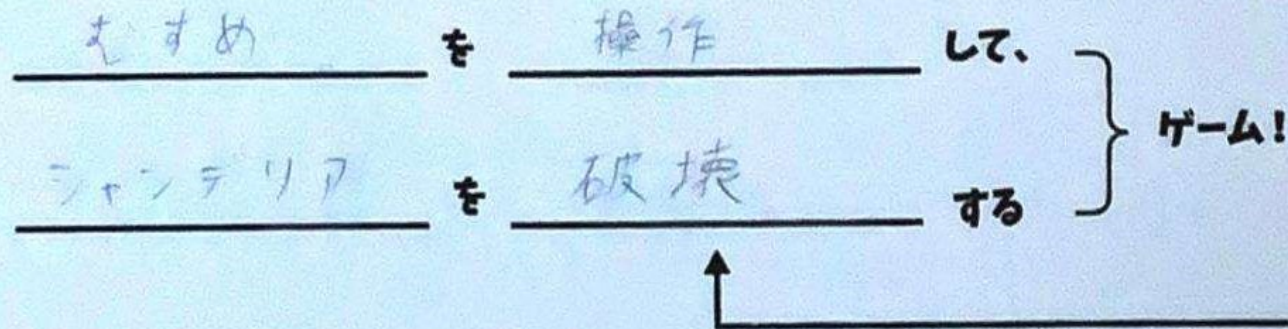 むすめ を 操作 して、
シャンデリア を 破壊 する
ゲーム!